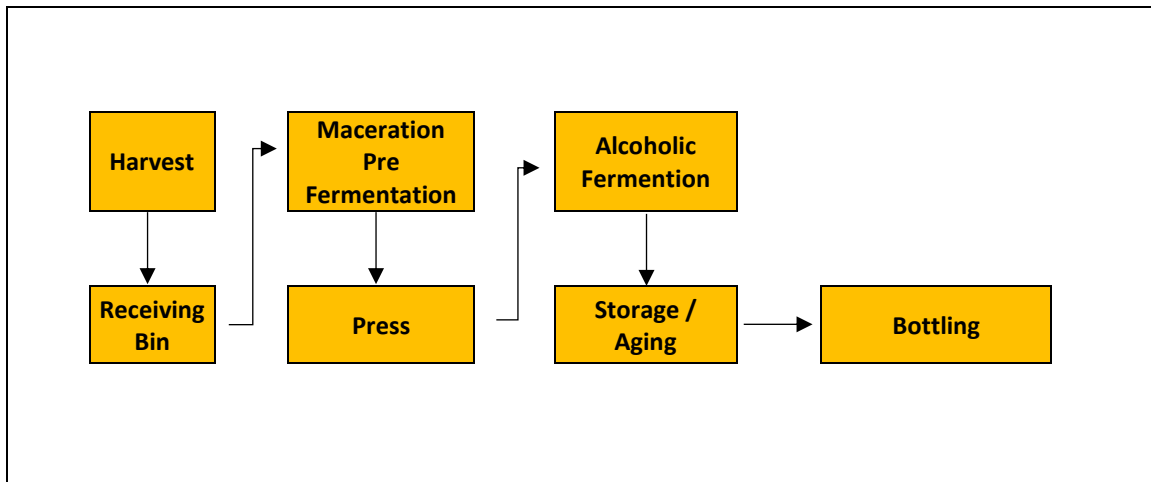 Harvest
Receiving
Bin
Maceration
Pre
Fermentation
Press
Alcoholic
Fermention
Storage /
Aging
Bottling